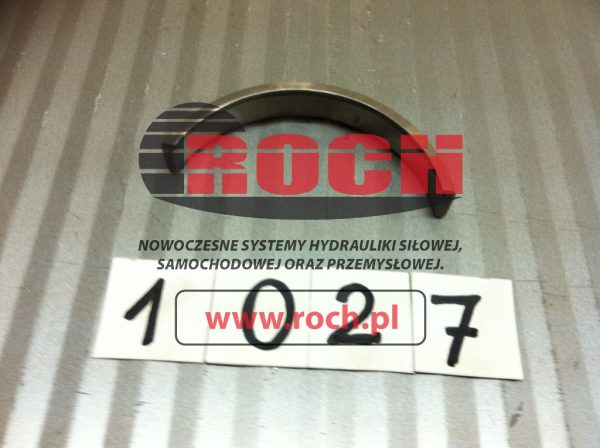 ROCH
NOWOCZESNE SYSTEMY HYDRAULIKI SIŁOWEJ,
SAMOCHODOWEJ ORAZ PRZEMYSŁOWEJ.
www.roch.pl
1 0 2 7